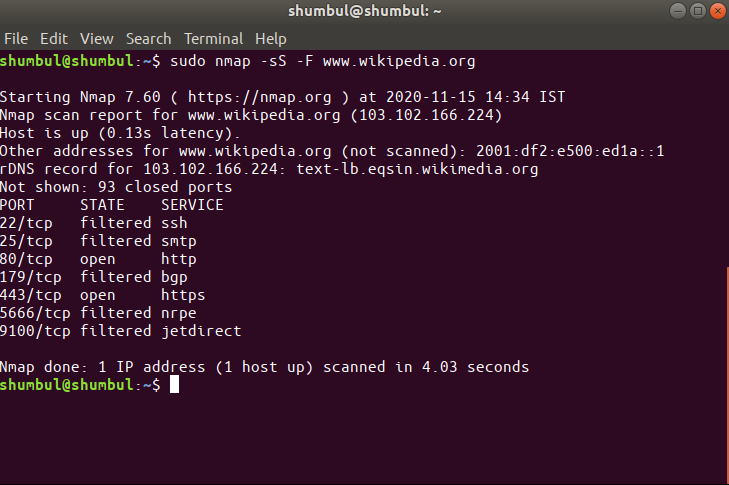 shumbul@shumbul: ~
File Edit View Search Terminal Help
shumbul@shumbul:~$ sudo nmap -sS -F www.wikipedia.org
Starting Nmap 7.60 ( https://nmap.org ) at 2020-11-15 14:34 IST
Nmap scan report for www.wikipedia.org (103.102.166.224)
Host is up (0.13s latency).
Other addresses for www.wikipedia.org (not scanned): 2001:df2:e500:ed1a::1
rDNS record for 103.102.166.224: text-lb.eqsin.wikimedia.org
Not shown: 93 closed ports
PORT STATE SERVICE
22/tcp filtered ssh
25/tcp filtered smtp
80/tcp open http
179/tcp filtered bgp
443/tcp open https
5666/tcp filtered nrpe
9100/tcp filtered jetdirect
Nmap done: 1 IP address (1 host up) scanned in 4.03 seconds
shumbul@shumbul:~$